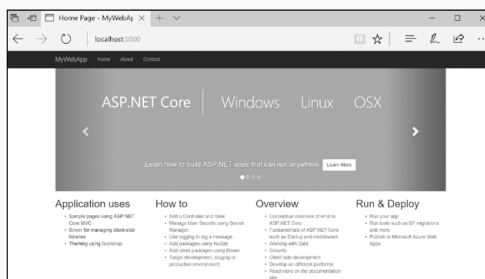 Home Page - MyWebAp
localhost:5000
MyWebApp Home About Contact
ASP.NET Core Windows Linux OSX
Learn how to build ASP.NET apps that can run anywhere. Learn More
Application uses
Sample pages using ASP.NET
Core MVC
Bower for managing client-side
libraries
Theming using Bootstrap
How to
Add a Controller and View
Manage User Secrets using Secret
Manager.
Use logging to log a message.
Add packages using NuGet.
Add client packages using Bower.
Target development, staging or
production environment.
Overview
Conceptual overview of what is
ASP.NET Core
Fundamentals of ASP.NET Core
such as Startup and middleware.
Working with Data
Security
Client side development
Develop on different platforms
Read more on the documentation
site
Run & Deploy
Run your app
Run tools such as EF migrations
and more
Publish to Microsoft Azure Web
Apps